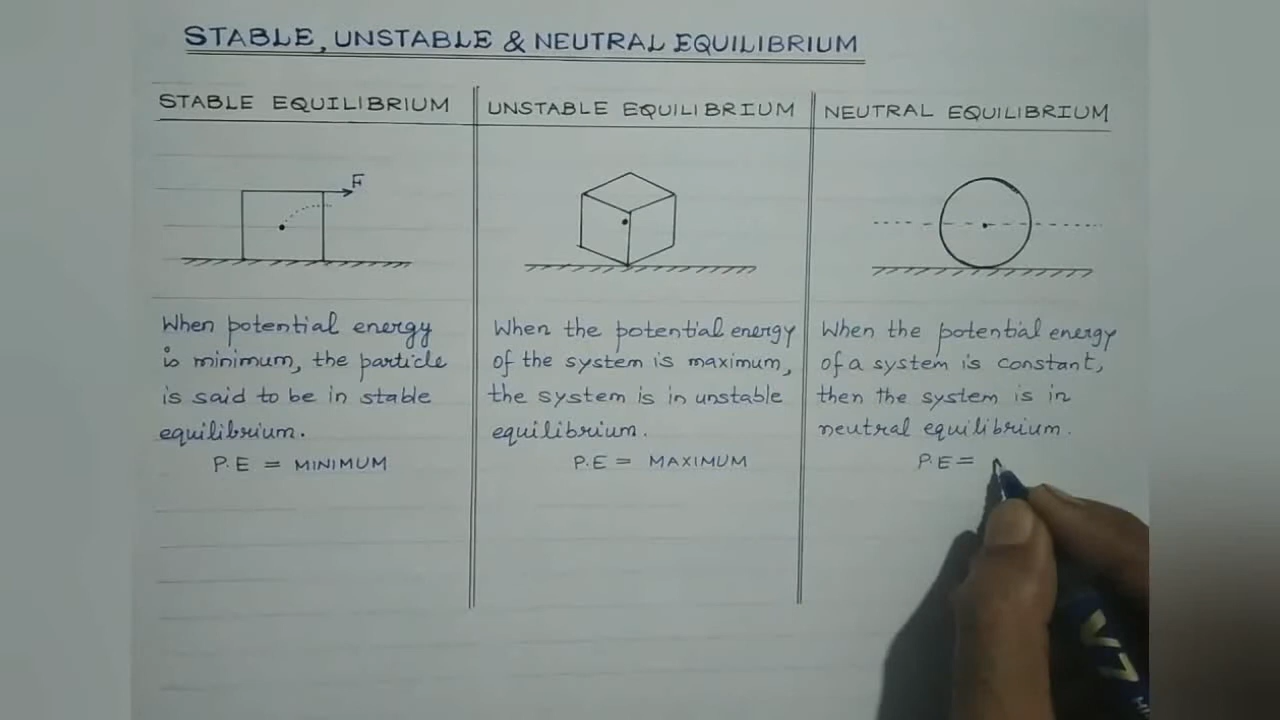 STABLE, UNSTABLE & NEUTRAL EQUILIBRIUM
STABLE EQUILIBRIUM
F
When potential energy
is minimum, the particle
is said to be in stable
equilibrium.
P.E = MINIMUM
UNSTABLE EQUILIBRIUM
When the potential energy
of the system is maximum,
the system is in unstable
equilibrium.
P.E = MAXIMUM
NEUTRAL EQUILIBRIUM
When the potential energy
of a system is constant,
then the system is in
neutral equilibrium.
P.E =